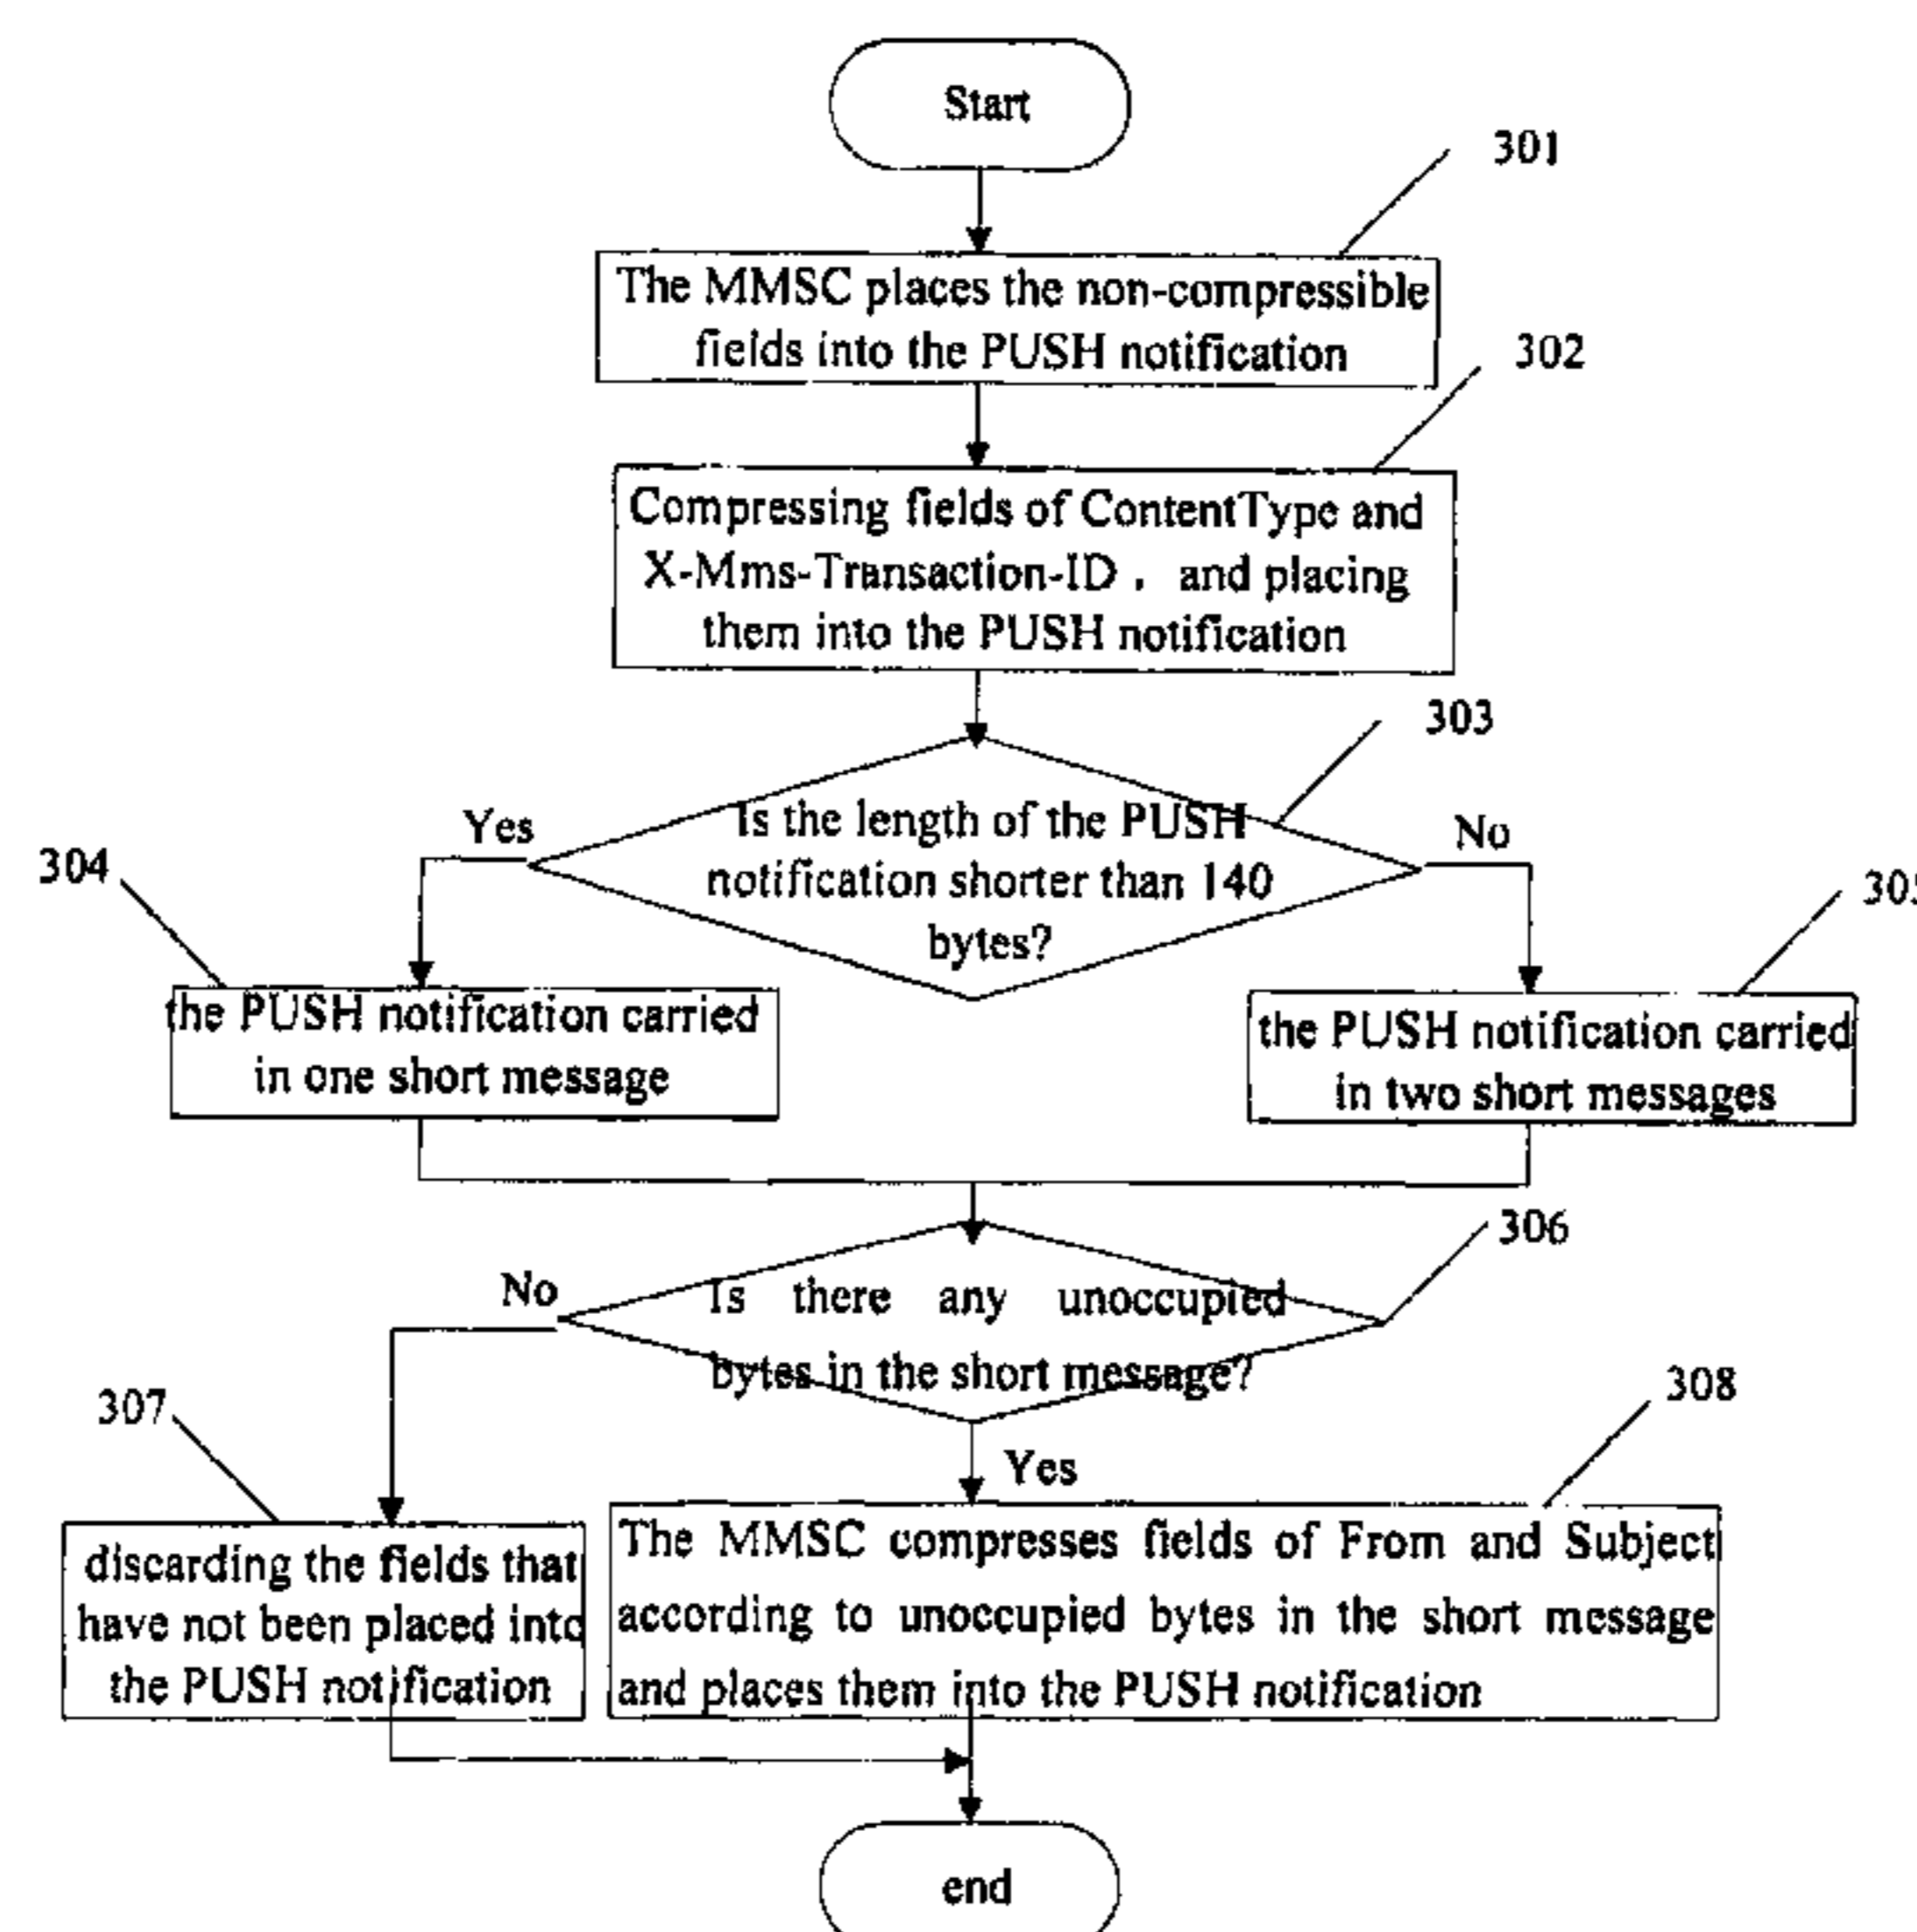 Start
301
The MMSC places the non-compressible
fields into the PUSH notification
302
Compressing fields of ContentType and
X-Mms-Transaction-ID , and placing
them into the PUSH notification
303
Is the length of the PUSH
notification shorter than 140
bytes?
Yes
No
304
the PUSH notification carried
in one short message
305
the PUSH notification carried
in two short messages
306
Is there any unoccupied
bytes in the short message?
No
Yes
307
discarding the fields that
have not been placed into
the PUSH notification
308
The MMSC compresses fields of From and Subject
according to unoccupied bytes in the short message
and places them into the PUSH notification
end